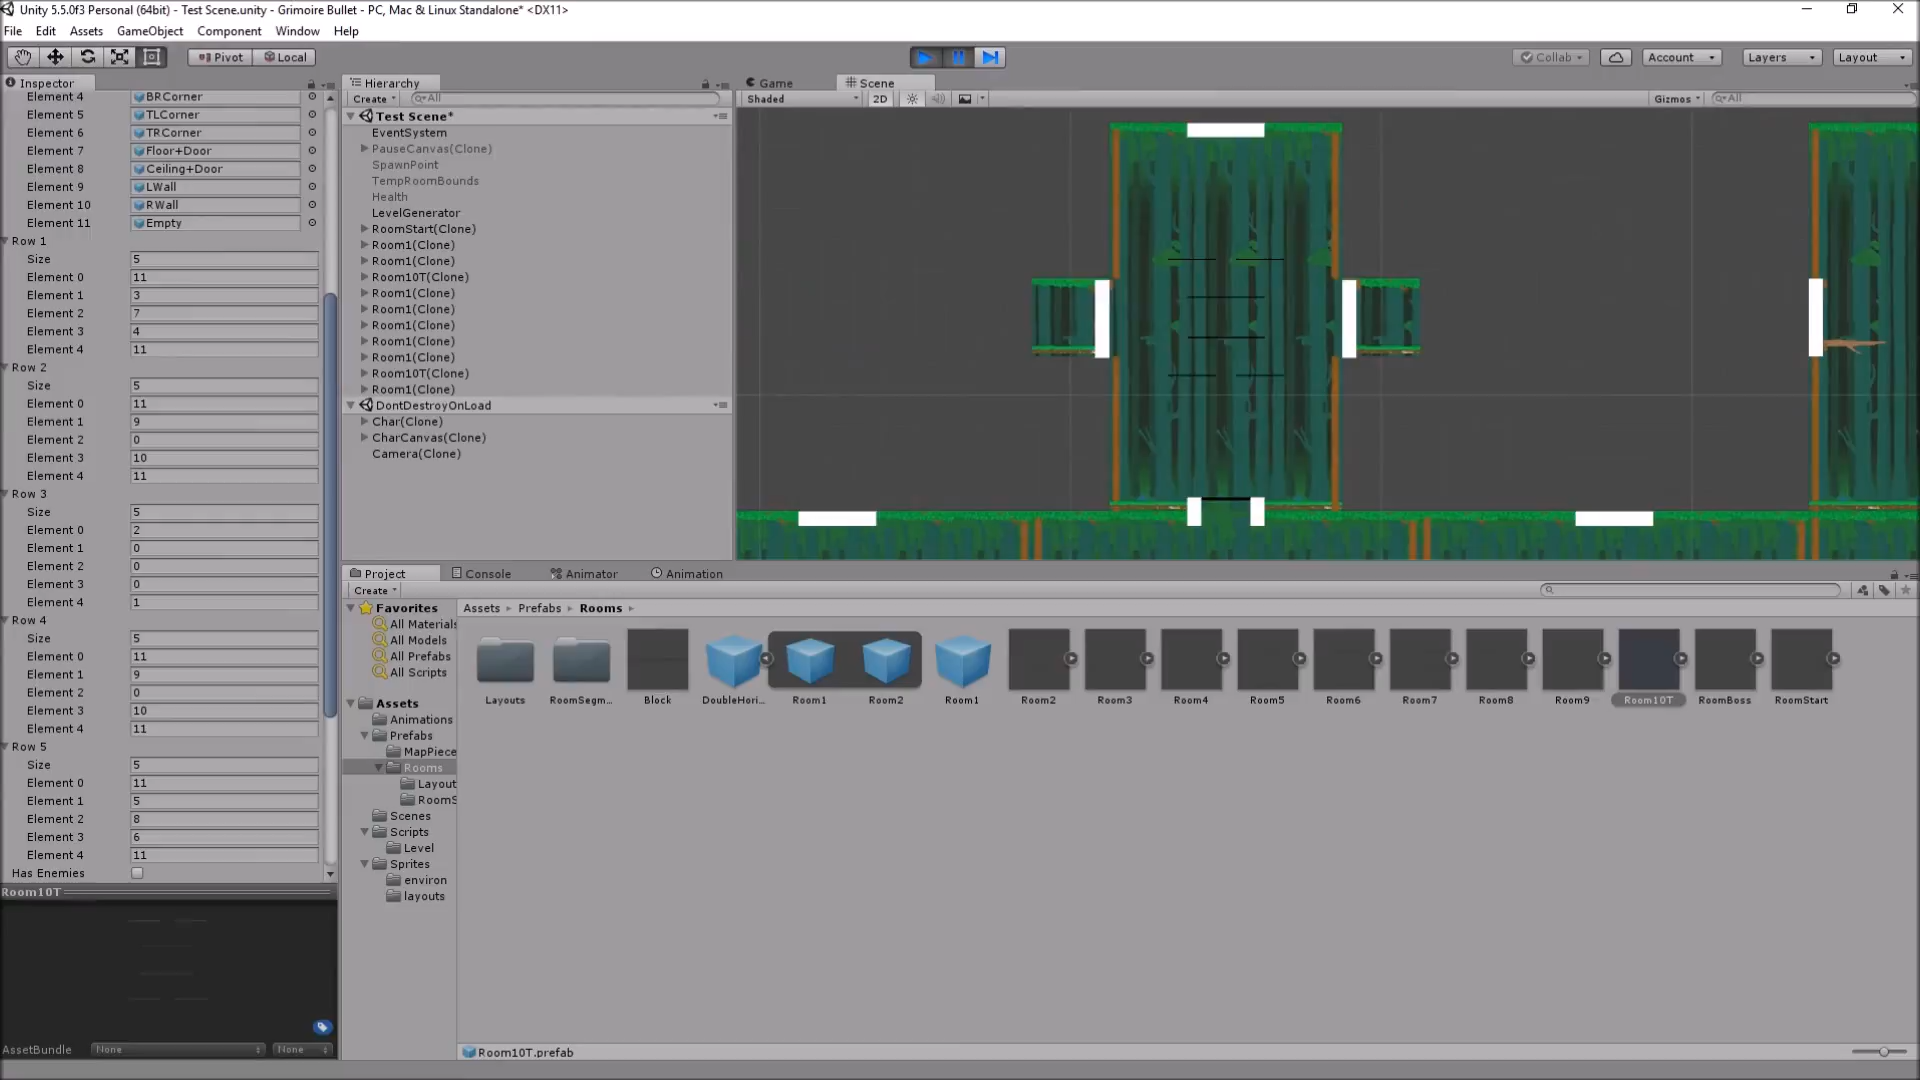 Unity 5.5.0f3 Personal (64bit) - Test Scene.unity - Grimoire Bullet - PC, Mac & Linux Standalone* <DX11>
File Edit Assets GameObject Component Window Help
Pivot Local Collab Account Layers Layout
Inspector
Element 4 BRCorner
Element 5 TLCorner
Element 6 TRCorner
Element 7 Floor+Door
Element 8 Ceiling+Door
Element 9 LWall
Element 10 RWall
Element 11 Empty
Row 1
Size 5
Element 0 11
Element 1 3
Element 2 7
Element 3 4
Element 4 11
Row 2
Size 5
Element 0 11
Element 1 9
Element 2 0
Element 3 10
Element 4 11
Row 3
Size 5
Element 0 2
Element 1 0
Element 2 0
Element 3 0
Element 4 1
Row 4
Size 5
Element 0 11
Element 1 9
Element 2 0
Element 3 10
Element 4 11
Row 5
Size 5
Element 0 11
Element 1 5
Element 2 8
Element 3 6
Element 4 11
Has Enemies
Room10T
AssetBundle None None
Hierarchy
Create All
Test Scene*
EventSystem
PauseCanvas(Clone)
SpawnPoint
TempRoomBounds
Health
LevelGenerator
RoomStart(Clone)
Room1(Clone)
Room1(Clone)
Room10T(Clone)
Room1(Clone)
Room1(Clone)
Room1(Clone)
Room1(Clone)
Room1(Clone)
Room10T(Clone)
Room1(Clone)
DontDestroyOnLoad
Char(Clone)
CharCanvas(Clone)
Camera(Clone)
Game Scene
Shaded 2D Gizmos All
Project Console Animator Animation
Create
Favorites
All Materials
All Models
All Prefabs
All Scripts
Assets
Animations
Prefabs
MapPiece
Rooms
Layout
RoomS
Scenes
Scripts
Level
Sprites
environ
layouts
Assets Prefabs Rooms
Layouts RoomSegm... Block DoubleHori... Room1 Room2 Room1 Room2 Room3 Room4 Room5 Room6 Room7 Room8 Room9 Room10T RoomBoss RoomStart
Room10T.prefab